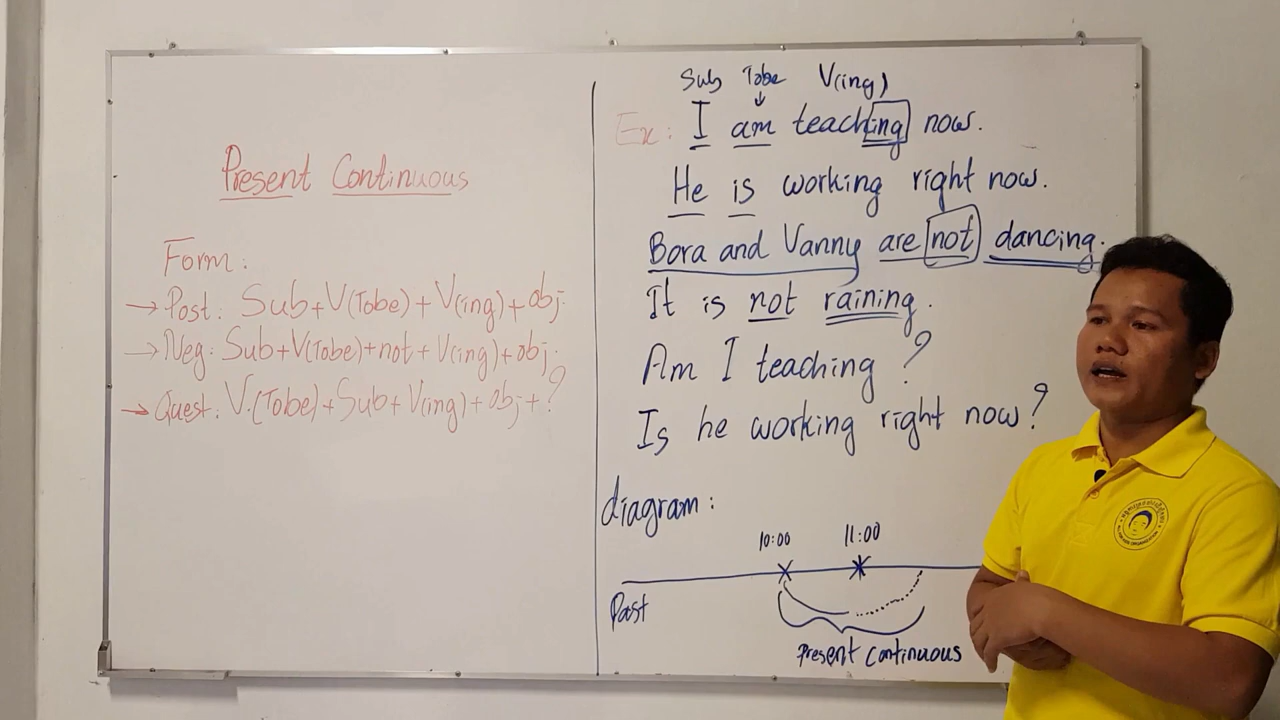 Present Continuous
Form:
→ Post: Sub+V(Tobe)+V(ing)+obj.
→ Neg: Sub+V(Tobe)+not+V(ing)+obj.
→ Quest: V.(Tobe)+Sub+V(ing)+obj+?
Sub Tobe V(ing)
↓
Ex: I am teaching now.
He is working right now.
Bora and Vanny are not dancing.
It is not raining.
Am I teaching?
Is he working right now?
diagram:
10:00 11:00
Past
Present continuous